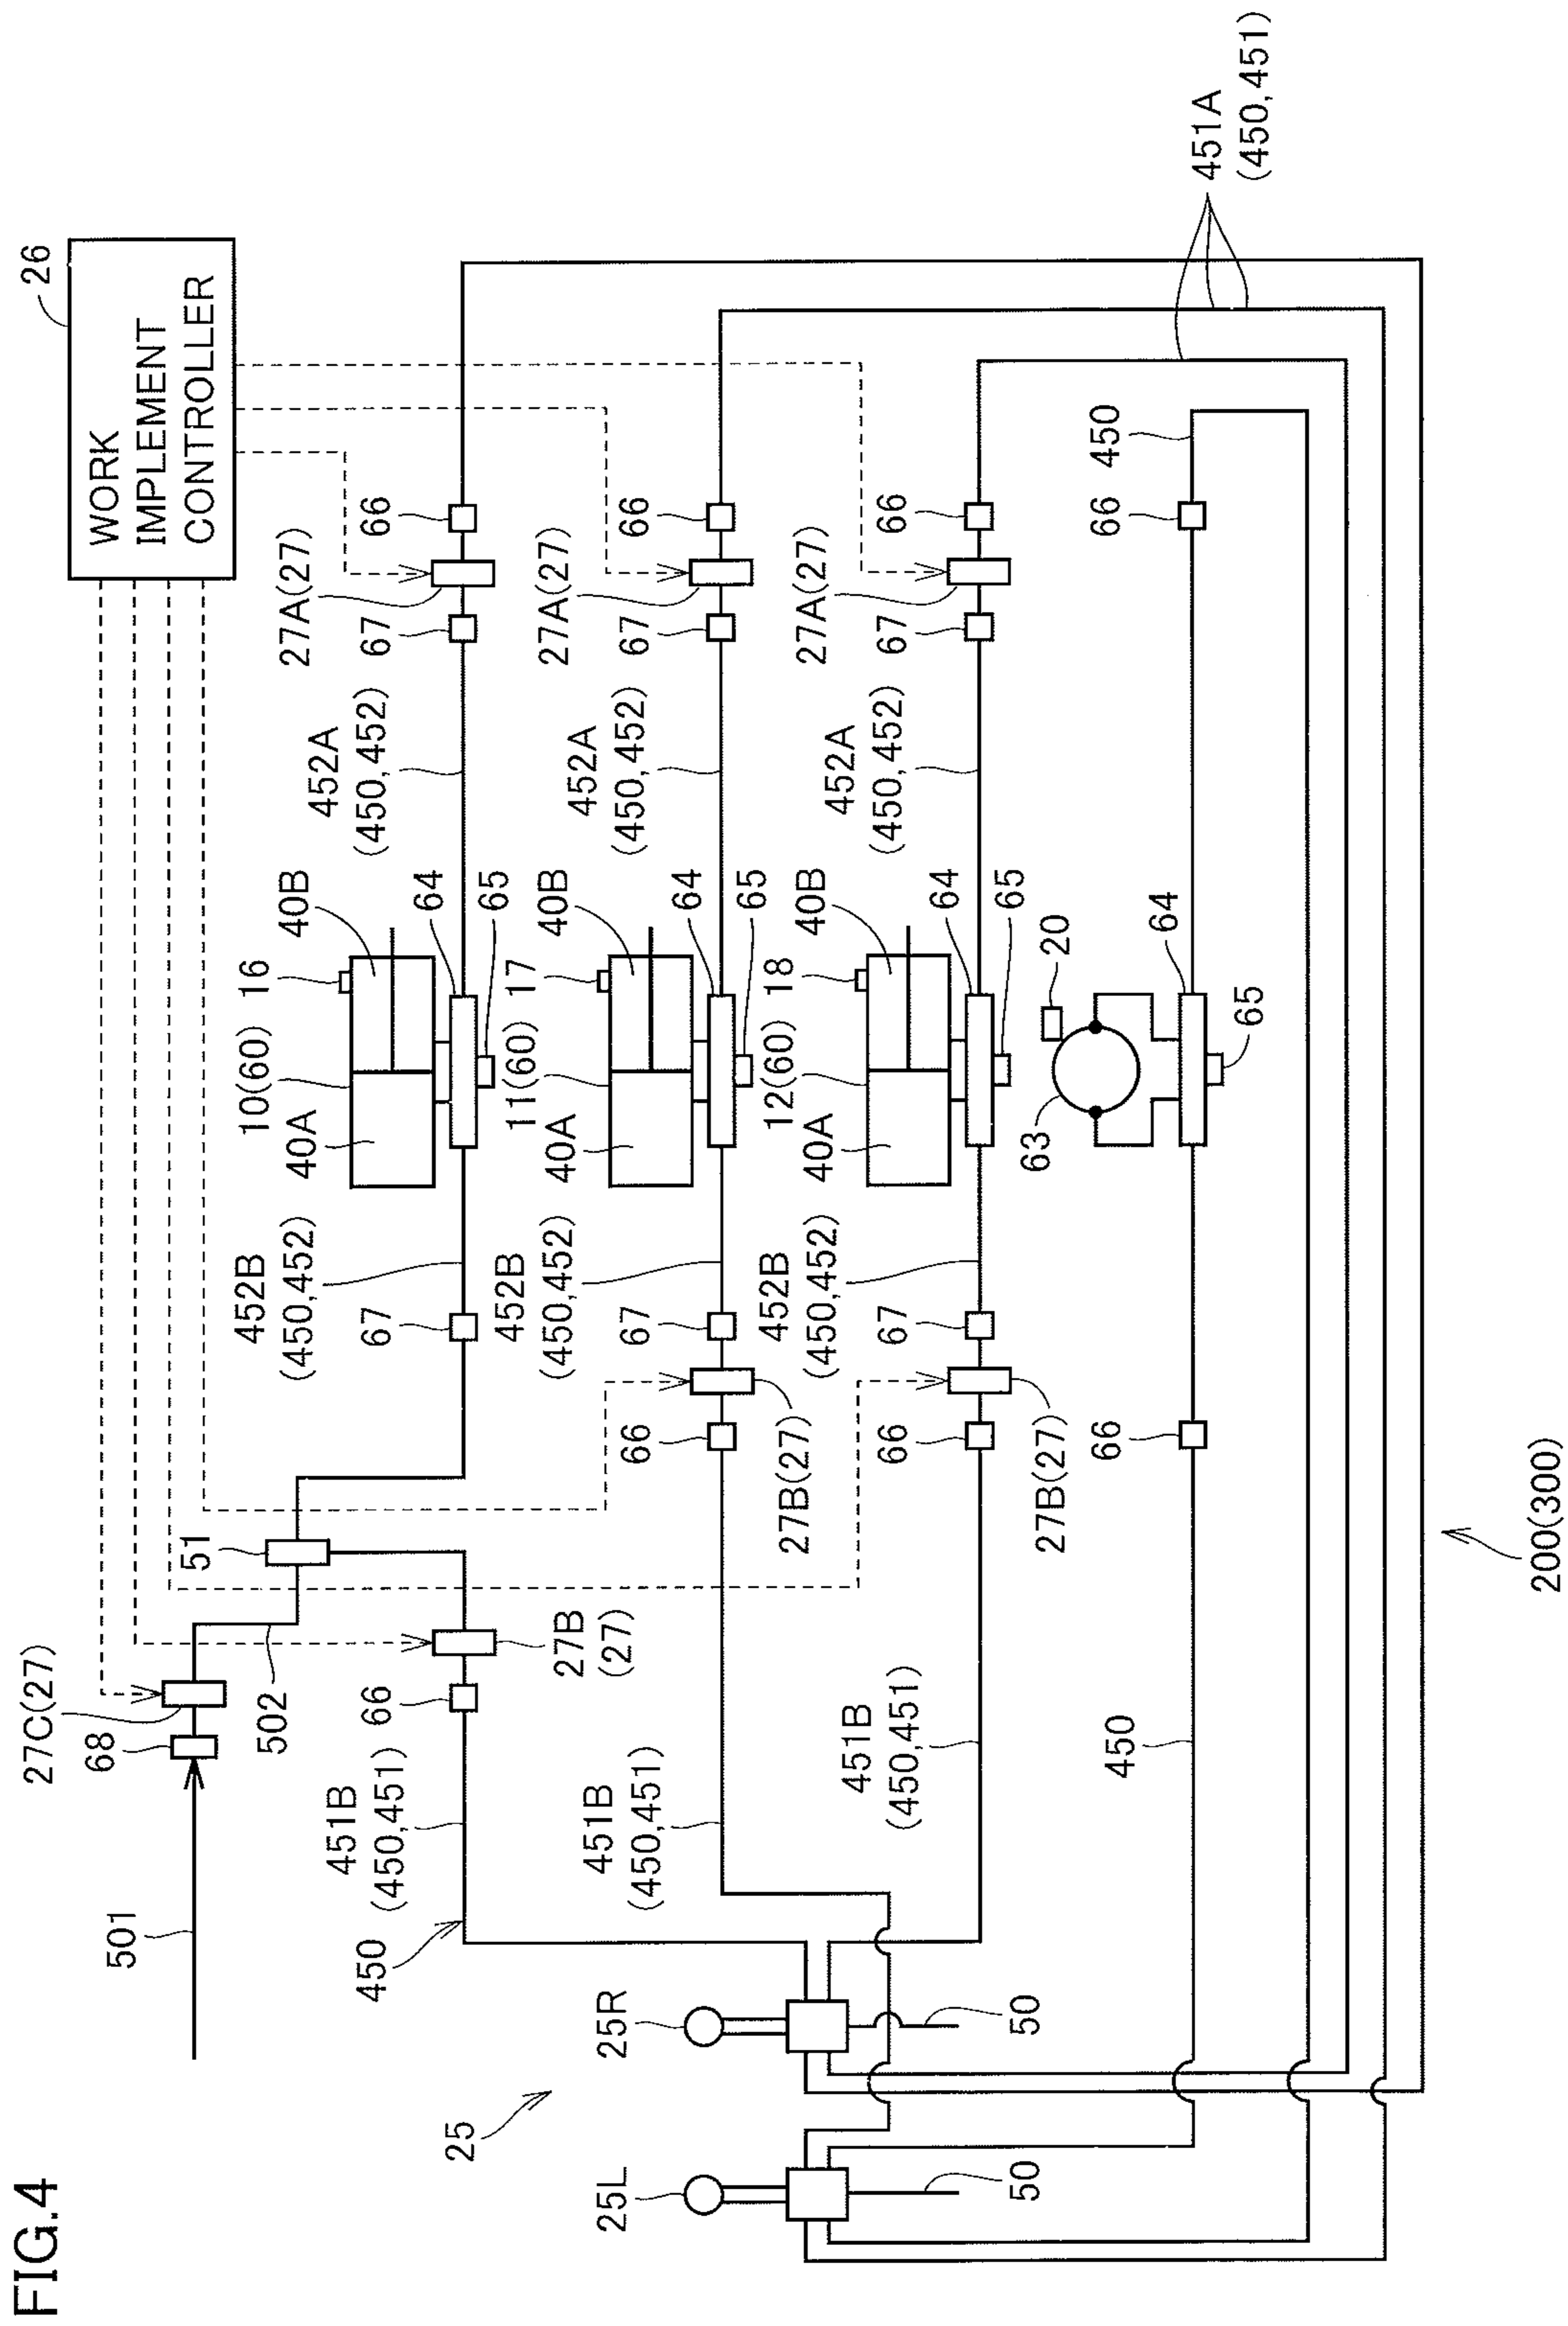 FIG.4
27C(27)
26
68
WORK
IMPLEMENT
CONTROLLER
501
51
502
452B
(450,452)
10(60)
16
40A
40B
27A(27)
452A
(450,452)
451B
(450,451)
450
66
67
67
66
64
65
25
452B
(450,452)
11(60)
17
40A
40B
27A(27)
27B
(27)
452A
(450,452)
25L
25R
451B
(450,451)
66
67
67
66
64
65
27B(27)
452B
(450,452)
12(60)
18
40A
40B
27A(27)
452A
(450,452)
451B
(450,451)
66
67
67
66
64
65
50
50
27B(27)
63
20
450
66
64
66
450
65
451A
(450,451)
200(300)